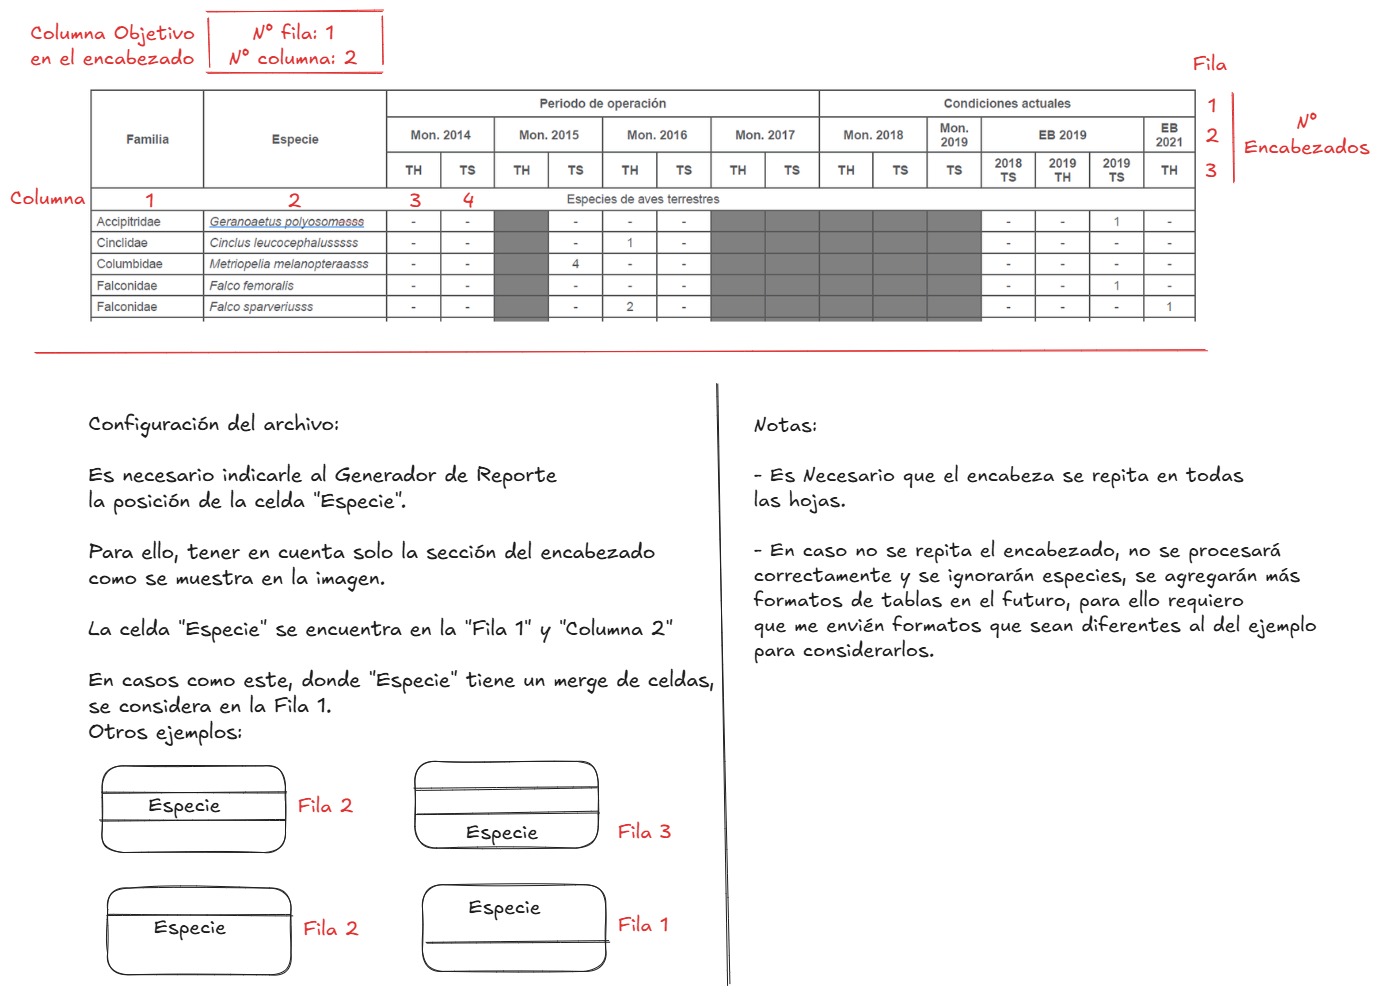 Columna Objetivo
en el encabezado
Nº fila: 1
Nº columna: 2
Fila
Familia
Especie
Periodo de operación
Condiciones actuales
1
Mon. 2014
Mon. 2015
Mon. 2016
Mon. 2017
Mon. 2018
Mon. 2019
EB 2019
EB 2021
2
TH
TS
TH
TS
TH
TS
TH
TS
TH
TS
TS
2018 TS
2019 TH
2019 TS
TH
3
Nº
Encabezados
Columna
1
2
3
4
Especies de aves terrestres
Accipitridae Geranoaetus polyosomasss - - - - - - - 1 -
Cinclidae Cinclus leucocephalusssss - - - 1 - - - - -
Columbidae Metriopelia melanopteraasss - - 4 - - - - - -
Falconidae Falco femoralis - - - - - - - 1 -
Falconidae Falco sparveriusss - - - 2 - - - - 1
Configuración del archivo:
Es necesario indicarle al Generador de Reporte
la posición de la celda "Especie".
Para ello, tener en cuenta solo la sección del encabezado
como se muestra en la imagen.
La celda "Especie" se encuentra en la "Fila 1" y "Columna 2"
En casos como este, donde "Especie" tiene un merge de celdas,
se considera en la Fila 1.
Otros ejemplos:
Especie
Fila 2
Especie
Fila 3
Especie
Fila 2
Especie
Fila 1
Notas:
- Es Necesario que el encabeza se repita en todas
las hojas.
- En caso no se repita el encabezado, no se procesará
correctamente y se ignorarán especies, se agregarán más
formatos de tablas en el futuro, para ello requiero
que me envién formatos que sean diferentes al del ejemplo
para considerarlos.